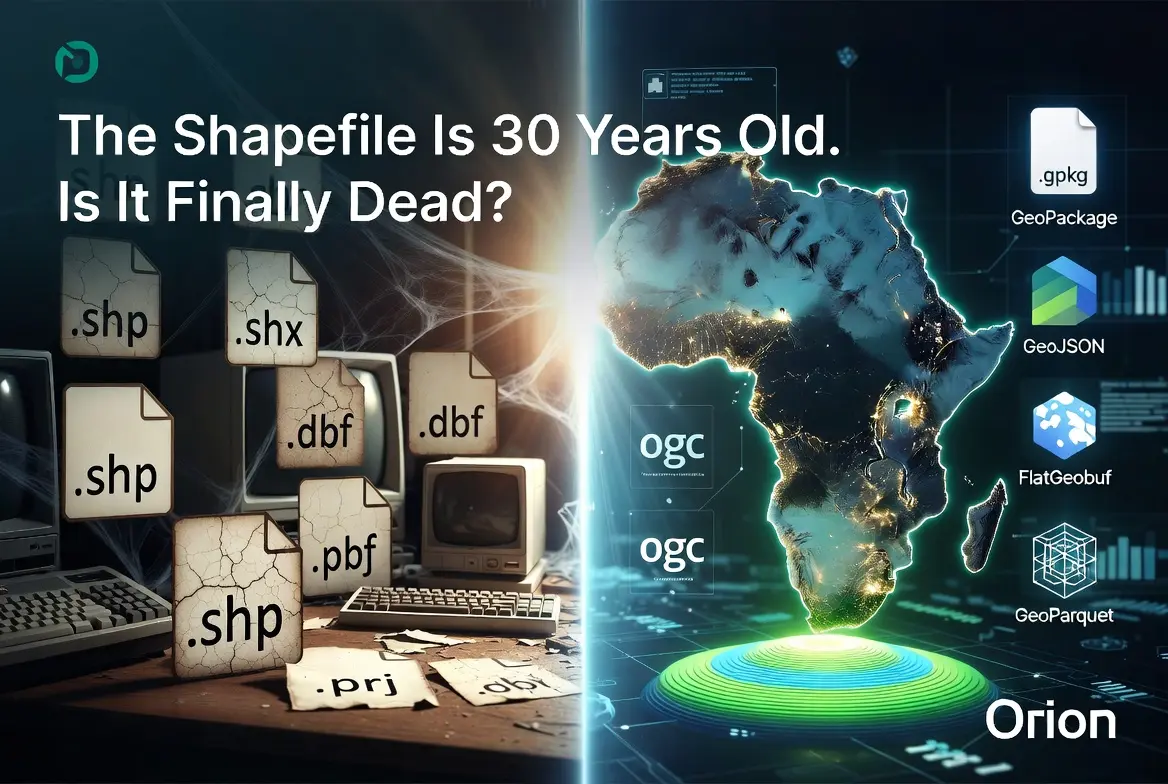 The Shapefile Is 30 Years Old.
Is It Finally Dead?
.shp
.shx
.shp
.dbf
.dbf
.pbf
.shp
.prj
ogc
ogc
.gpkg
GeoPackage
GeoJSON
FlatGeobuf
GeoParquet
Orion